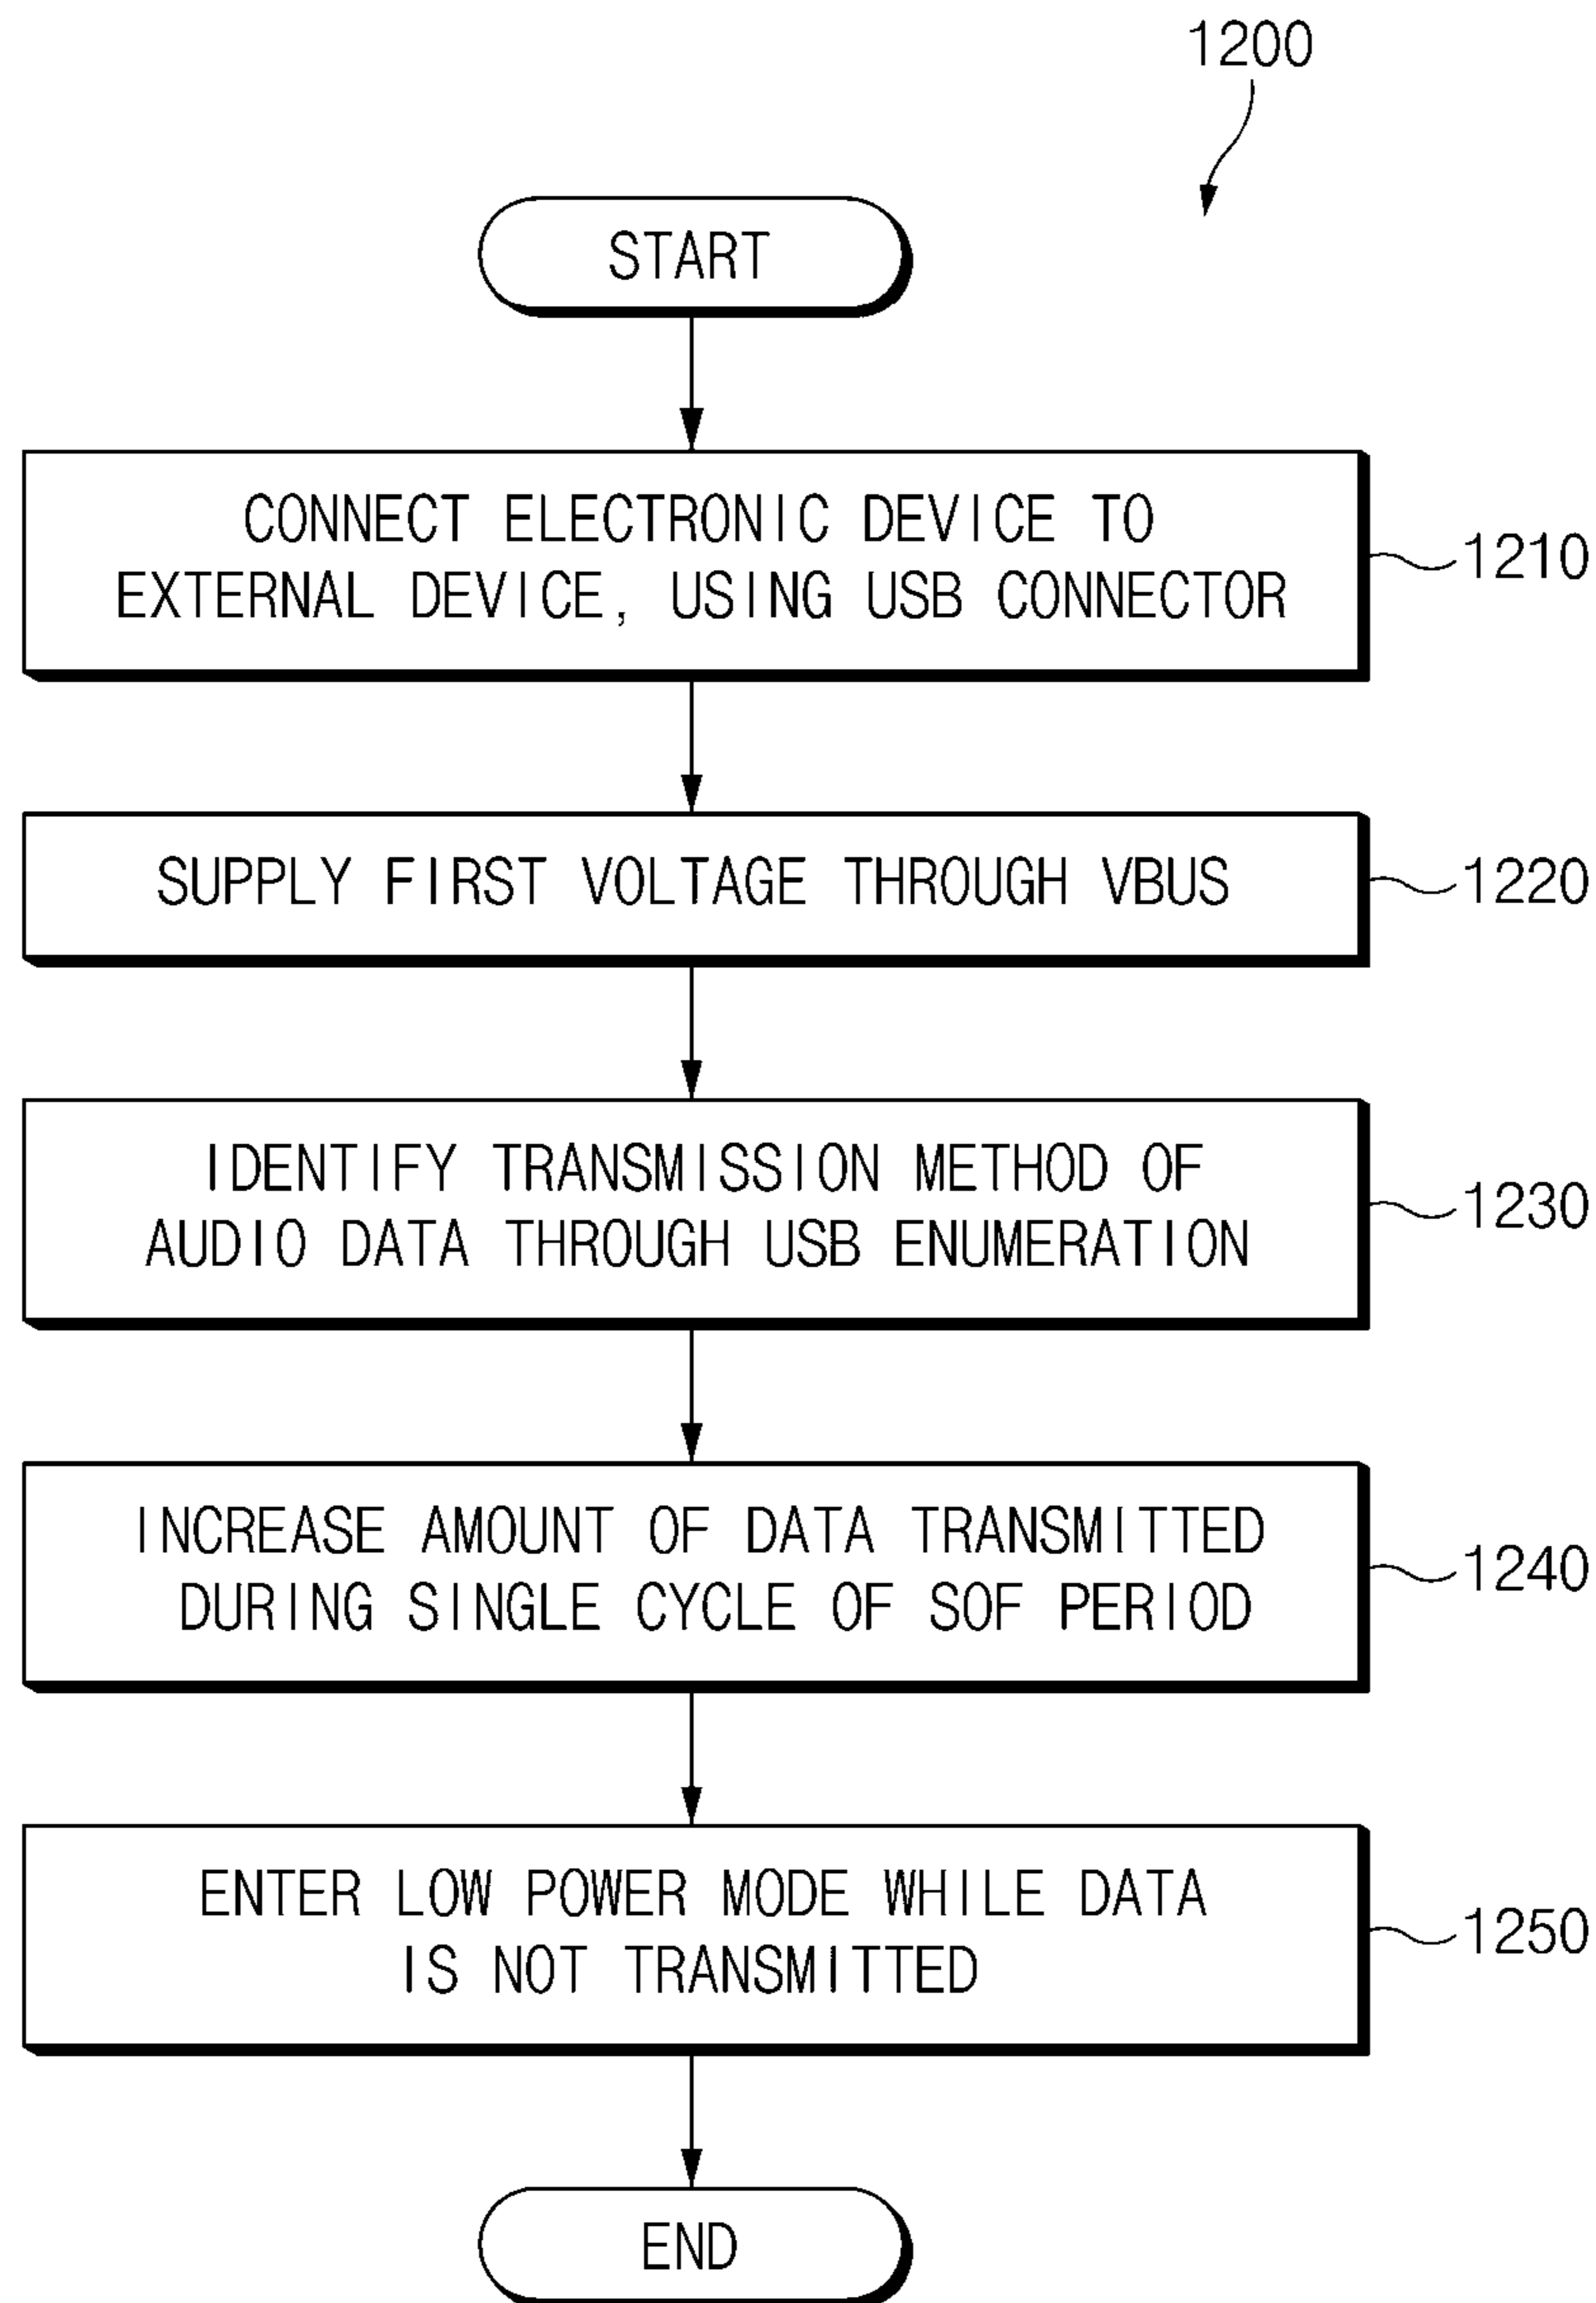 1200
START
CONNECT ELECTRONIC DEVICE TO
EXTERNAL DEVICE, USING USB CONNECTOR
1210
SUPPLY FIRST VOLTAGE THROUGH VBUS
1220
IDENTIFY TRANSMISSION METHOD OF
AUDIO DATA THROUGH USB ENUMERATION
1230
INCREASE AMOUNT OF DATA TRANSMITTED
DURING SINGLE CYCLE OF SOF PERIOD
1240
ENTER LOW POWER MODE WHILE DATA
IS NOT TRANSMITTED
1250
END